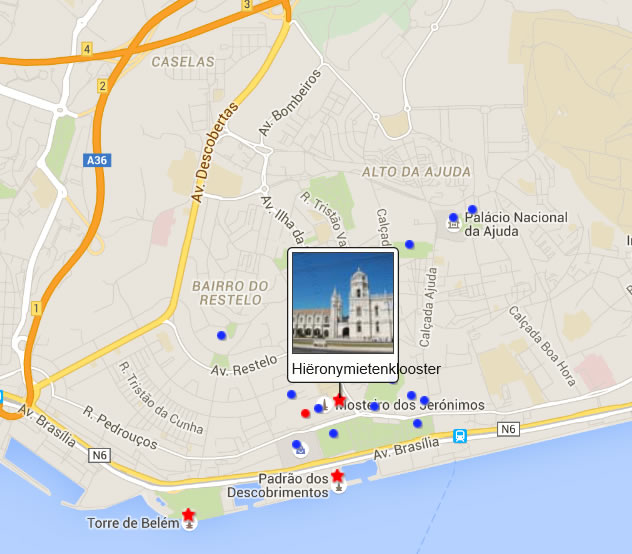 3
4
CASELAS
2
Av. Bombeiros
Av. Descobertas
A36
ALTO DA AJUDA
R. Tristão Va
Calçad
Av. Ilha da
Palácio Nacional
da Ajuda
BAIRRO DO
RESTELO
Calçada Ajuda
1
Calçada Boa Hora
Av. Restelo
Hiëronymietenklooster
R. Tristão da Cunha
Mosteiro dos Jerónimos
Av. Brasília
R. Pedrouços
N6
Av. Brasília
N6
Padrão dos
Descobrimentos
Torre de Belém